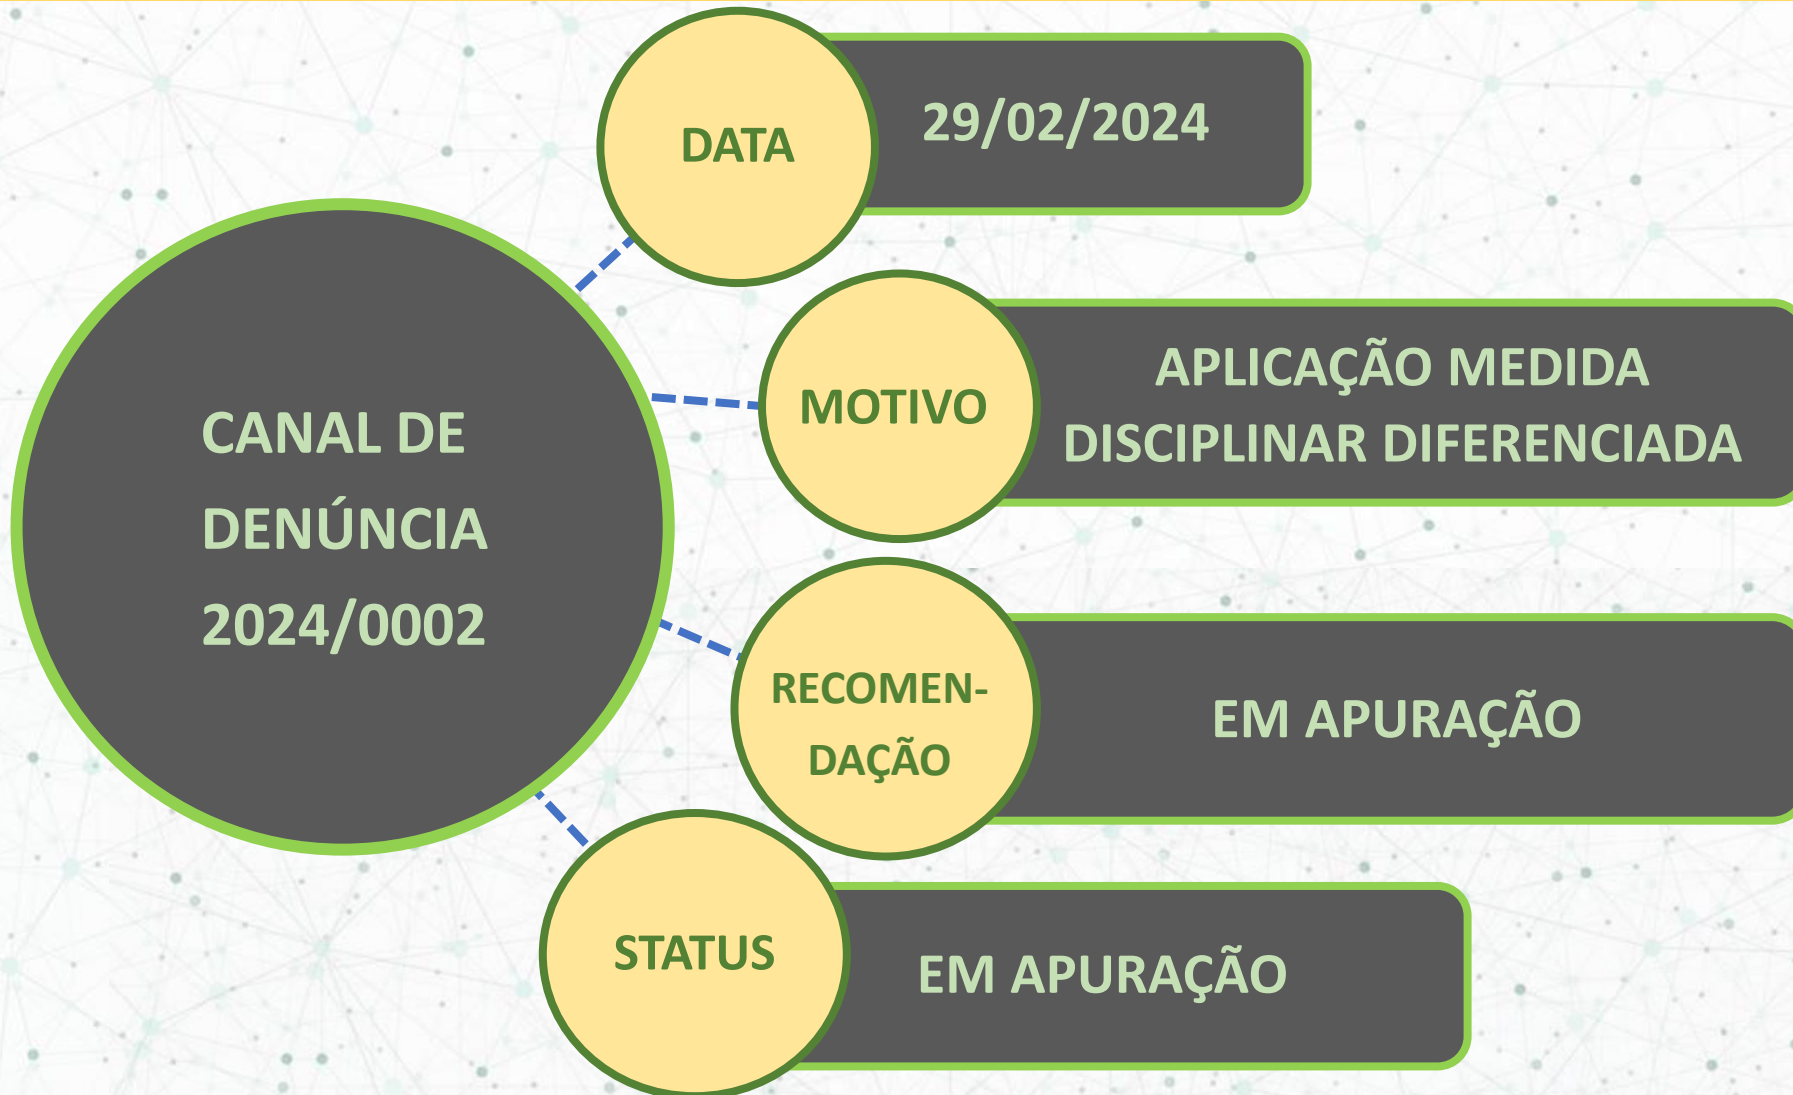 CANAL DE
DENÚNCIA
2024/0002
DATA
29/02/2024
MOTIVO
APLICAÇÃO MEDIDA
DISCIPLINAR DIFERENCIADA
RECOMEN-
DAÇÃO
EM APURAÇÃO
STATUS
EM APURAÇÃO